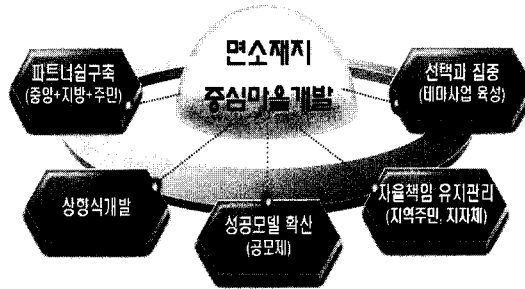 면소재지
중심마을개발
파트너쉽구축
(중앙+지방+주민)
선택과 집중
(테마사업 육성)
상향식개발
성공모델 확산
(공모제)
자율책임 유지관리
(지역주민, 지자체)